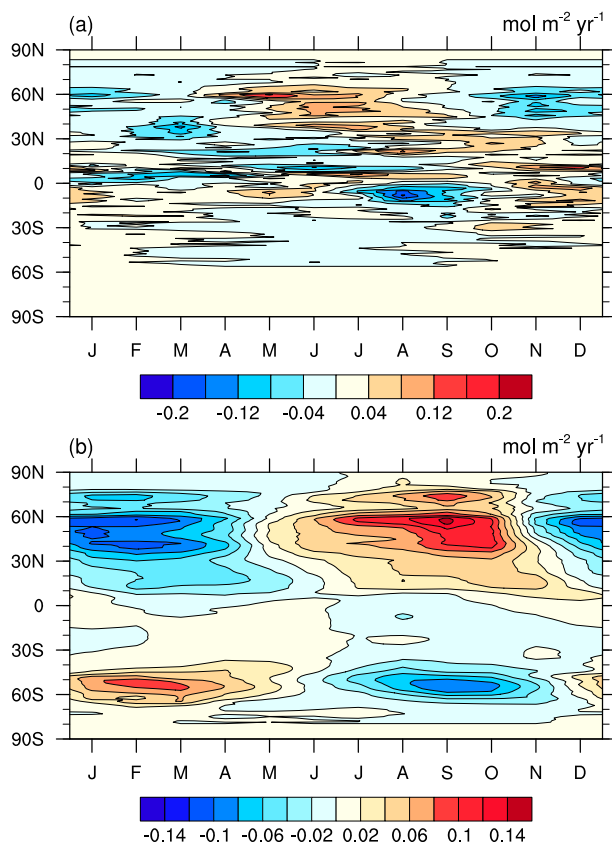 (a) mol m⁻² yr⁻¹
90N
60N
30N
0
30S
60S
90S
J F M A M J J A S O N D
-0.2 -0.12 -0.04 0.04 0.12 0.2
(b) mol m⁻² yr⁻¹
90N
60N
30N
0
30S
60S
90S
J F M A M J J A S O N D
-0.14 -0.1 -0.06 -0.02 0.02 0.06 0.1 0.14